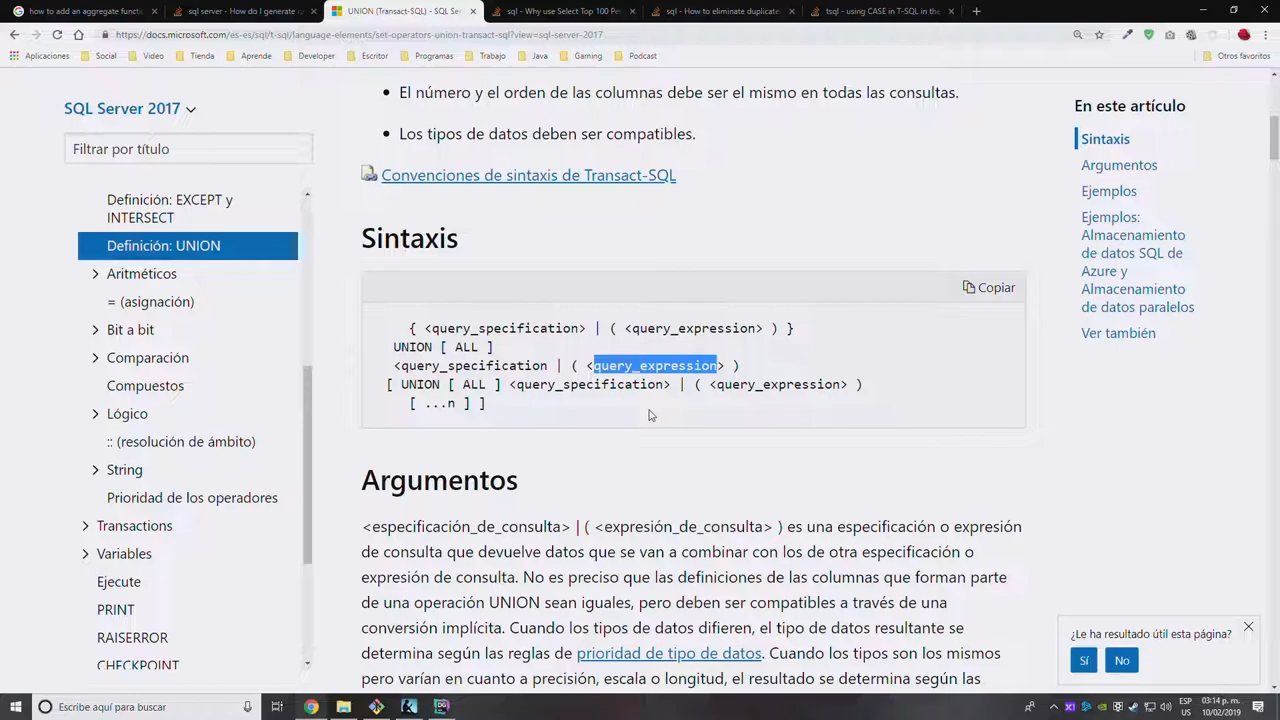 how to add an aggregate functi
sql server - How do I generate r
UNION (Transact-SQL) - SQL Se
sql - Why use Select Top 100 Pe
sql - How to eliminate duplicate
tsql - using CASE in T-SQL in the
https://docs.microsoft.com/es-es/sql/t-sql/language-elements/set-operators-union-transact-sql?view=sql-server-2017
Aplicaciones
Social
Video
Tienda
Aprende
Developer
Escritor
Programas
Trabajo
Java
Gaming
Podcast
Otros favoritos
SQL Server 2017
Filtrar por título
Definición: EXCEPT y
INTERSECT
Definición: UNION
Aritméticos
= (asignación)
Bit a bit
Comparación
Compuestos
Lógico
:: (resolución de ámbito)
String
Prioridad de los operadores
Transactions
Variables
Ejecute
PRINT
RAISERROR
CHECKPOINT
• El número y el orden de las columnas debe ser el mismo en todas las consultas.
• Los tipos de datos deben ser compatibles.
Convenciones de sintaxis de Transact-SQL
Sintaxis
Copiar
{ <query_specification> | ( <query_expression> ) }
UNION [ ALL ]
<query_specification | ( <query_expression> )
[ UNION [ ALL ] <query_specification> | ( <query_expression> )
[ ...n ] ]
Argumentos
<especificación_de_consulta> | ( <expresión_de_consulta> ) es una especificación o expresión
de consulta que devuelve datos que se van a combinar con los de otra especificación o
expresión de consulta. No es preciso que las definiciones de las columnas que forman parte
de una operación UNION sean iguales, pero deben ser compatibles a través de una
conversión implícita. Cuando los tipos de datos difieren, el tipo de datos resultante se
determina según las reglas de prioridad de tipo de datos. Cuando los tipos son los mismos
pero varían en cuanto a precisión, escala o longitud, el resultado se determina según las
En este artículo
Sintaxis
Argumentos
Ejemplos
Ejemplos:
Almacenamiento
de datos SQL de
Azure y
Almacenamiento
de datos paralelos
Ver también
¿Le ha resultado útil esta página?
Sí
No
Escribe aquí para buscar
ESP
US
03:14 p. m.
10/02/2019